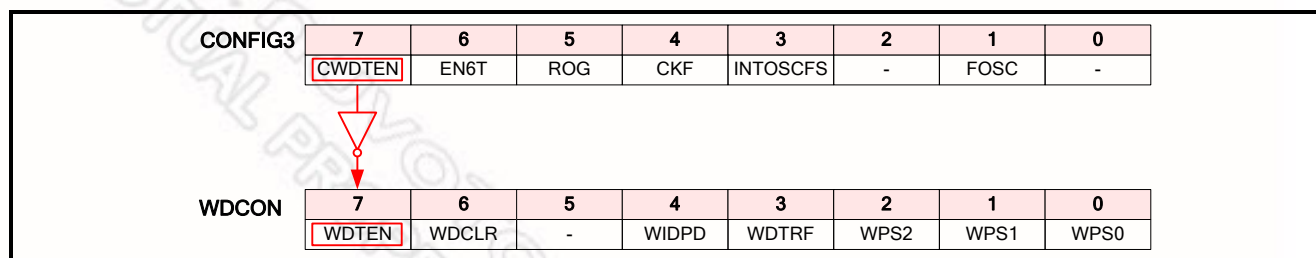 CONFIG3 7 6 5 4 3 2 1 0
CWDTEN EN6T ROG CKF INTOSCFS - FOSC -
WDCON 7 6 5 4 3 2 1 0
WDTEN WDCLR - WIDPD WDTRF WPS2 WPS1 WPS0